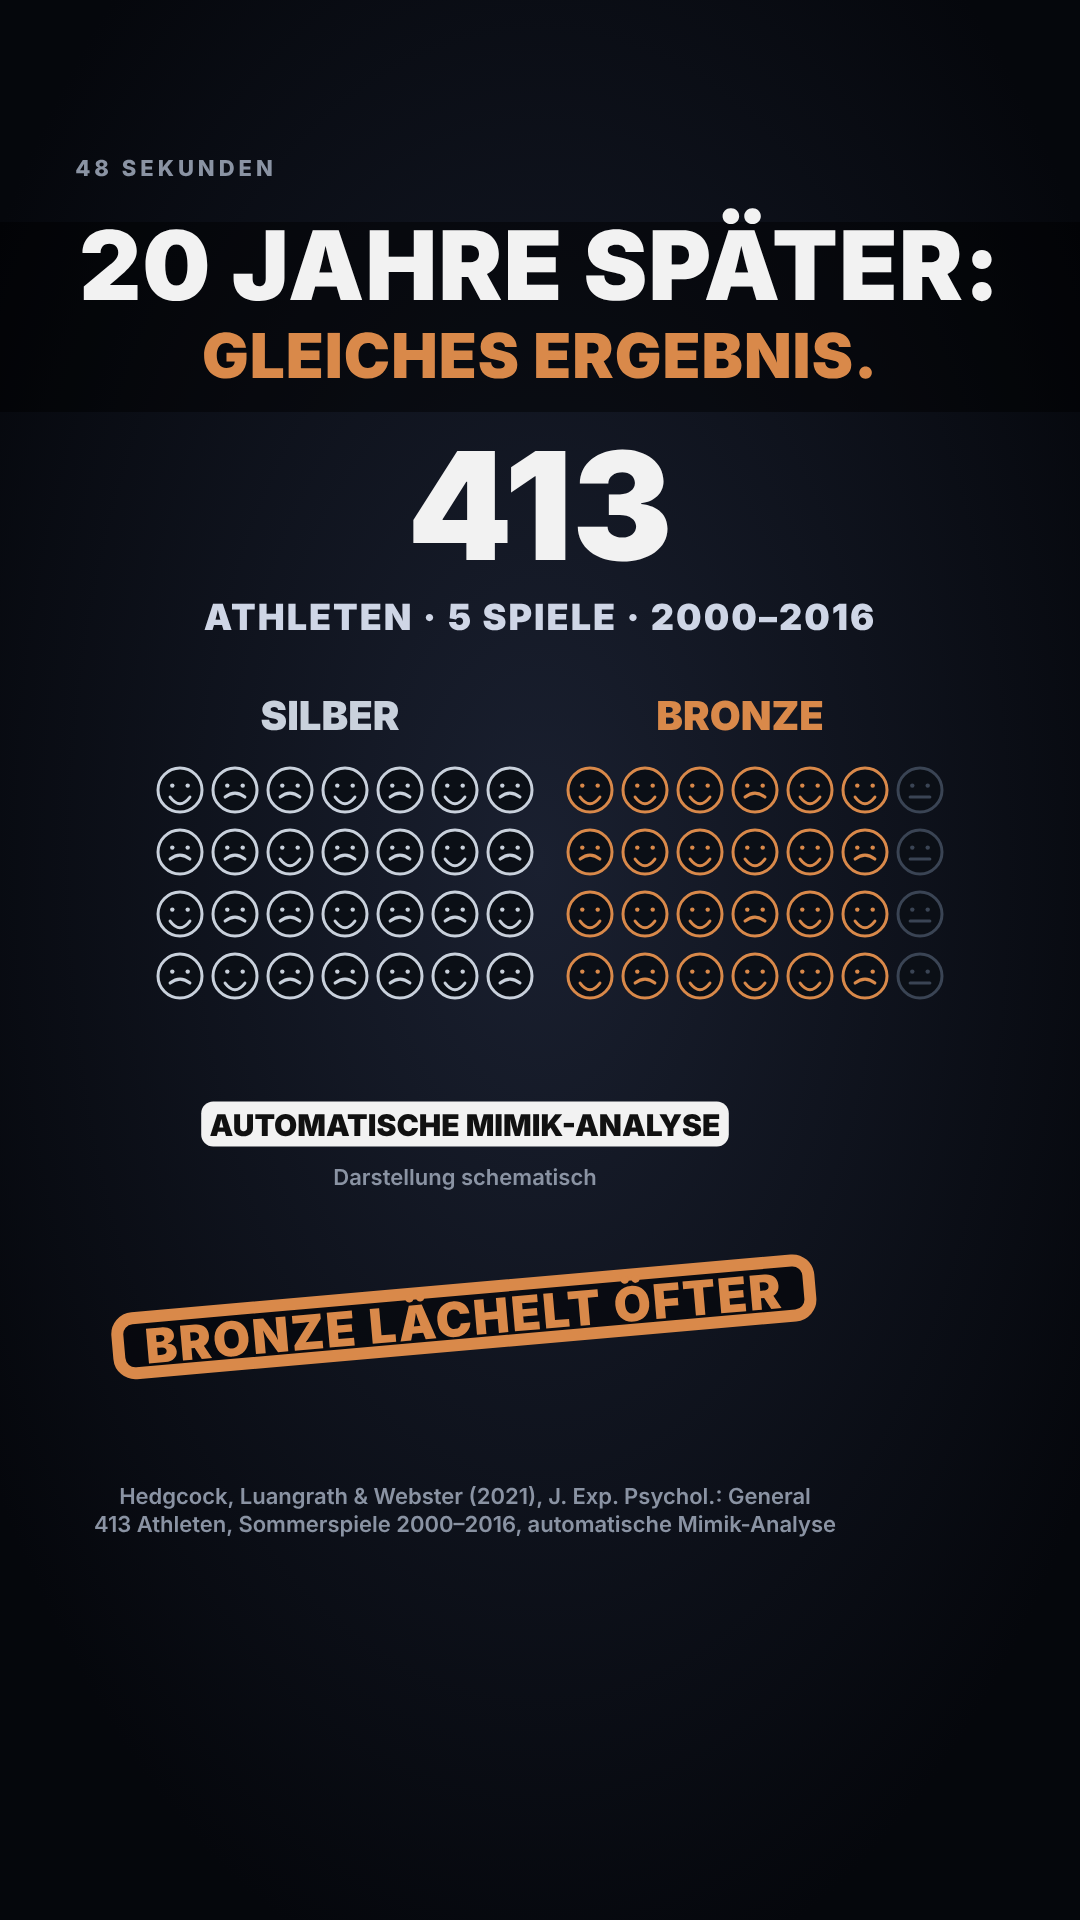 48 SEKUNDEN
20 JAHRE SPÄTER:
GLEICHES ERGEBNIS.
413
ATHLETEN · 5 SPIELE · 2000–2016
SILBER
BRONZE
AUTOMATISCHE MIMIK-ANALYSE
Darstellung schematisch
BRONZE LÄCHELT ÖFTER
Hedgcock, Luangrath & Webster (2021), J. Exp. Psychol.: General
413 Athleten, Sommerspiele 2000–2016, automatische Mimik-Analyse